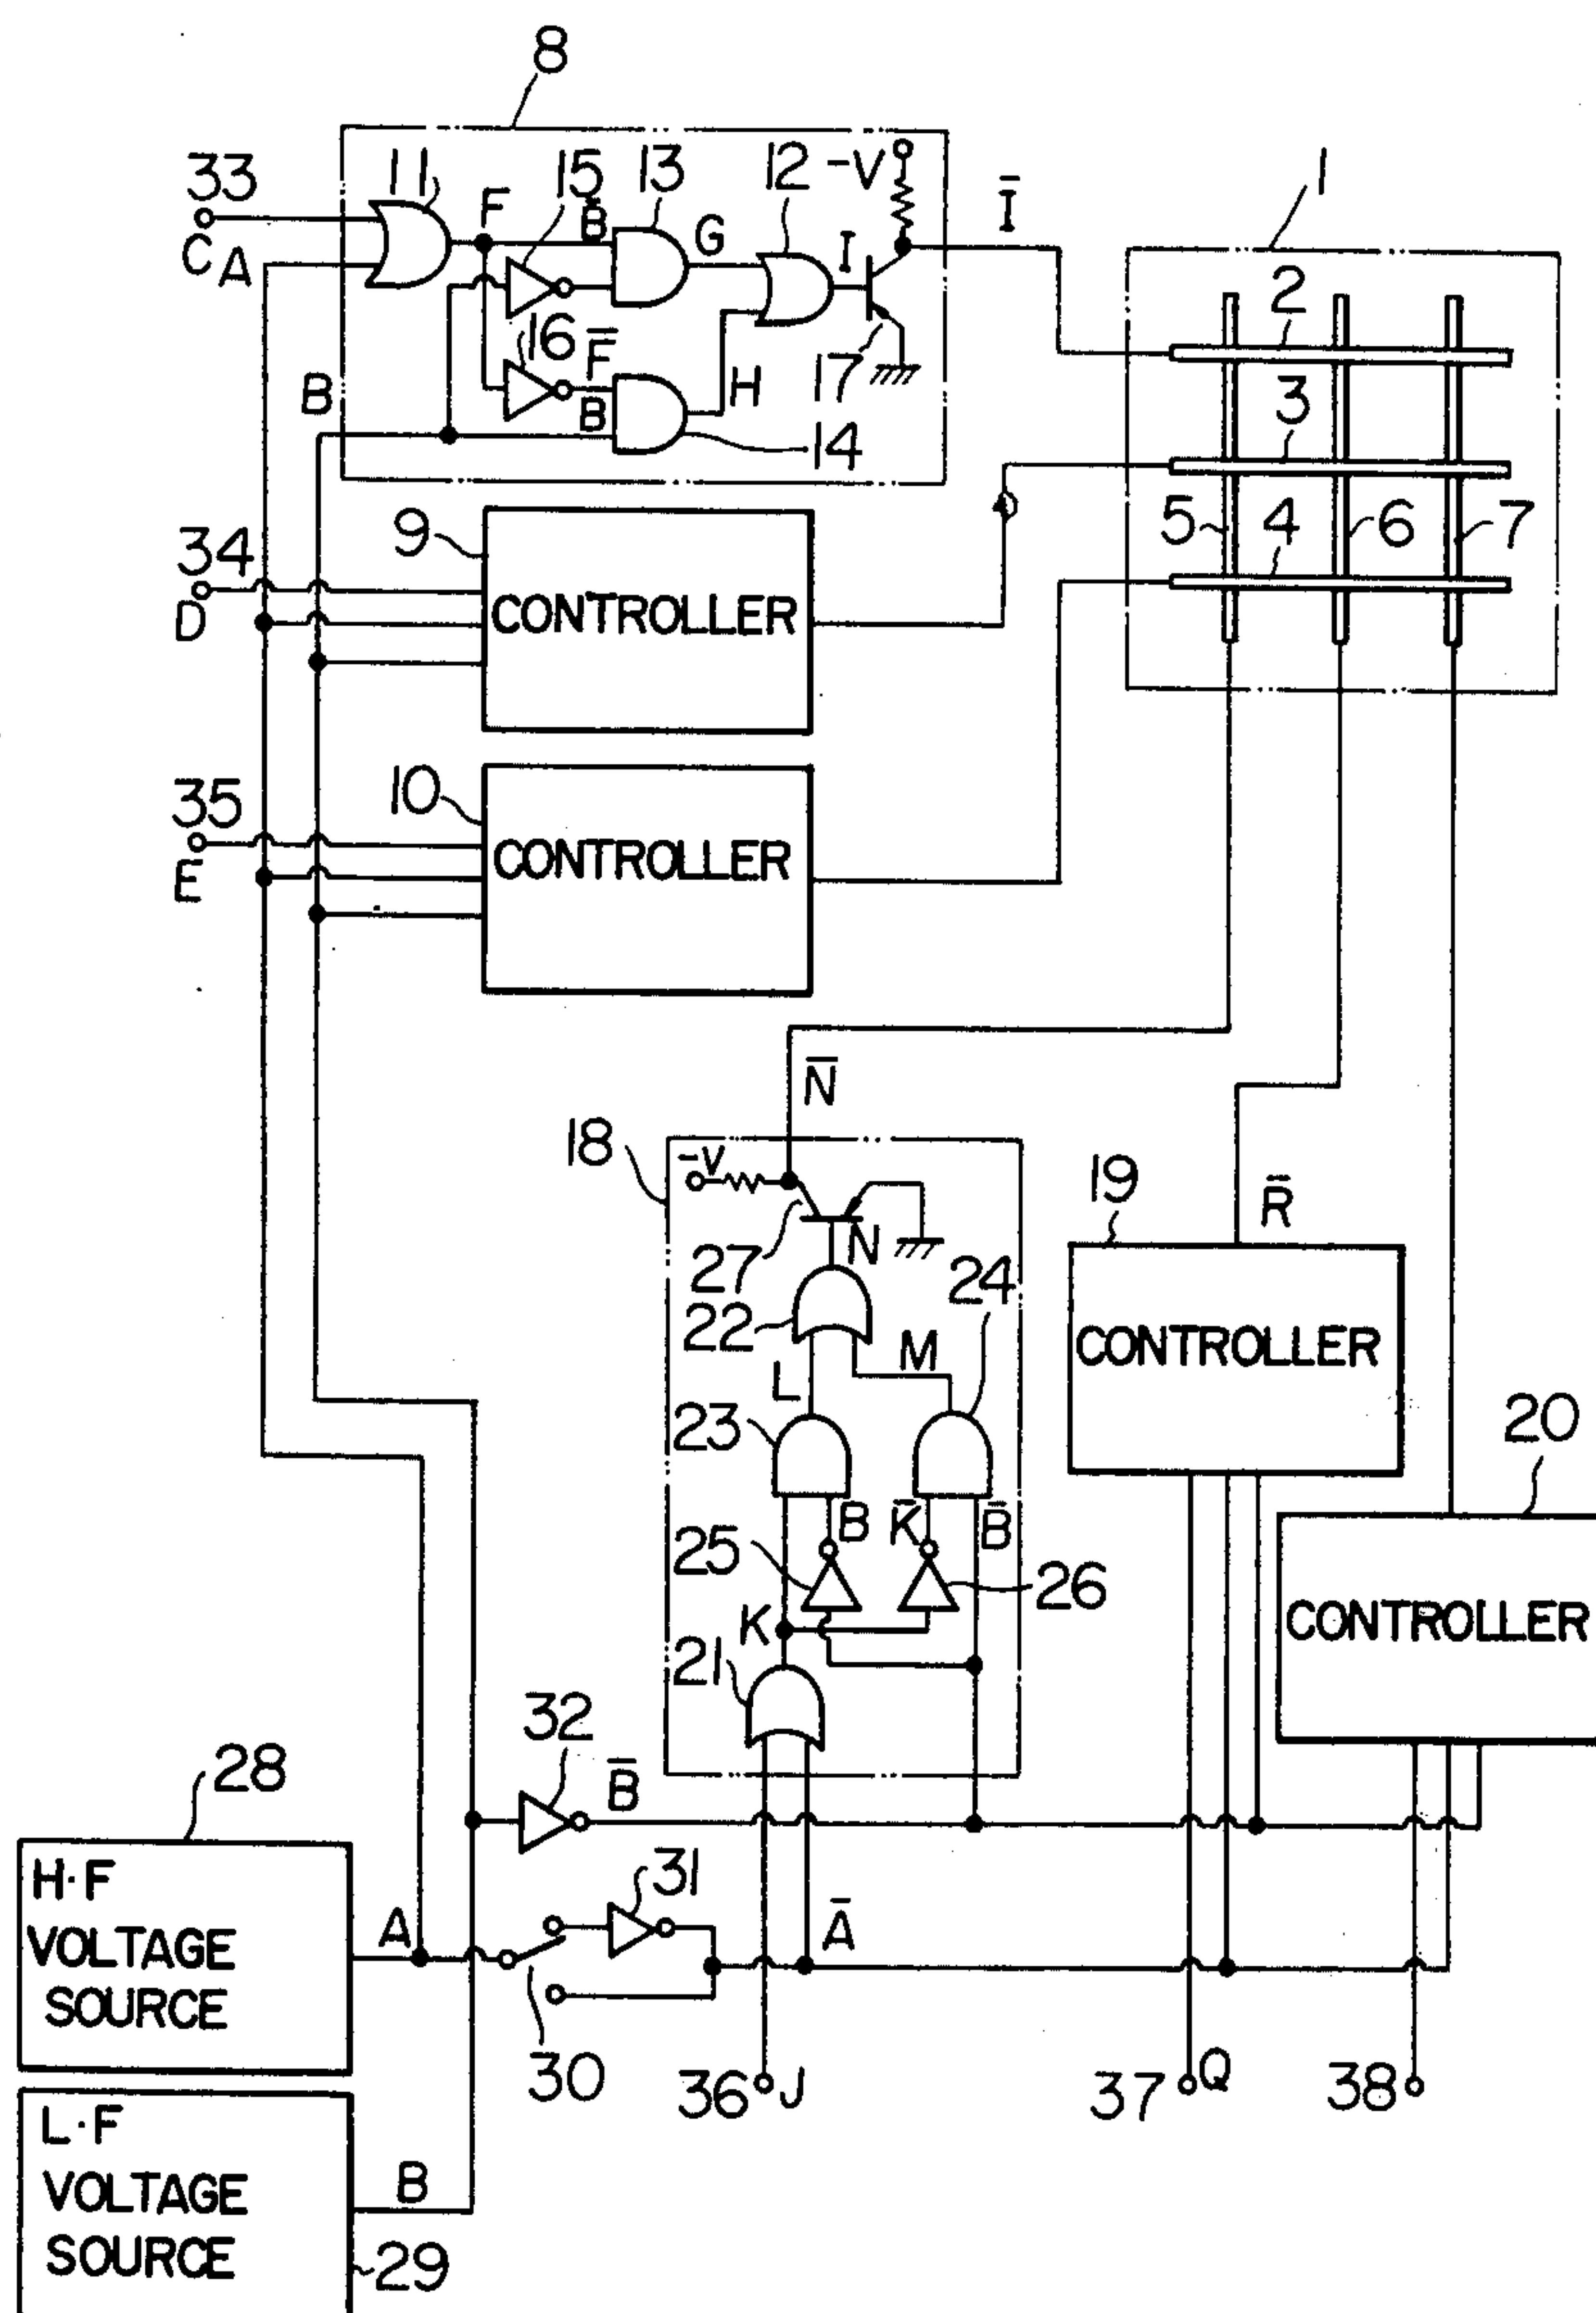 8
33
11
15
13
12
-V
Ī
1
C
A
F
B̄
G
I
2
16
F̄
17
B
B
H
14
3
34
D
9
CONTROLLER
5
4
6
7
35
E
10
CONTROLLER
N̄
18
-V
19
R̄
27
N
24
22
CONTROLLER
M
L
23
20
B
K̄
B̄
25
26
K
CONTROLLER
21
32
B̄
28
H·F
VOLTAGE
SOURCE
A
31
Ā
30
36
J
37
Q
38
L·F
VOLTAGE
SOURCE
B
29